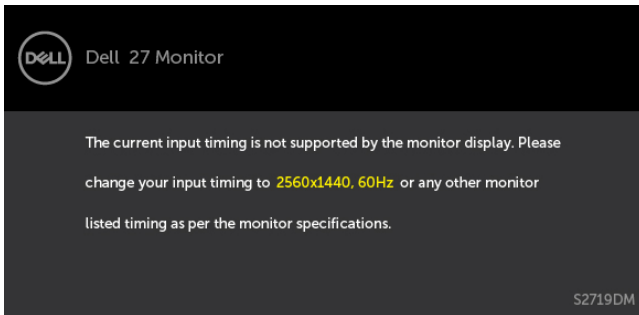 DELL Dell 27 Monitor
The current input timing is not supported by the monitor display. Please
change your input timing to 2560x1440, 60Hz or any other monitor
listed timing as per the monitor specifications.
S2719DM